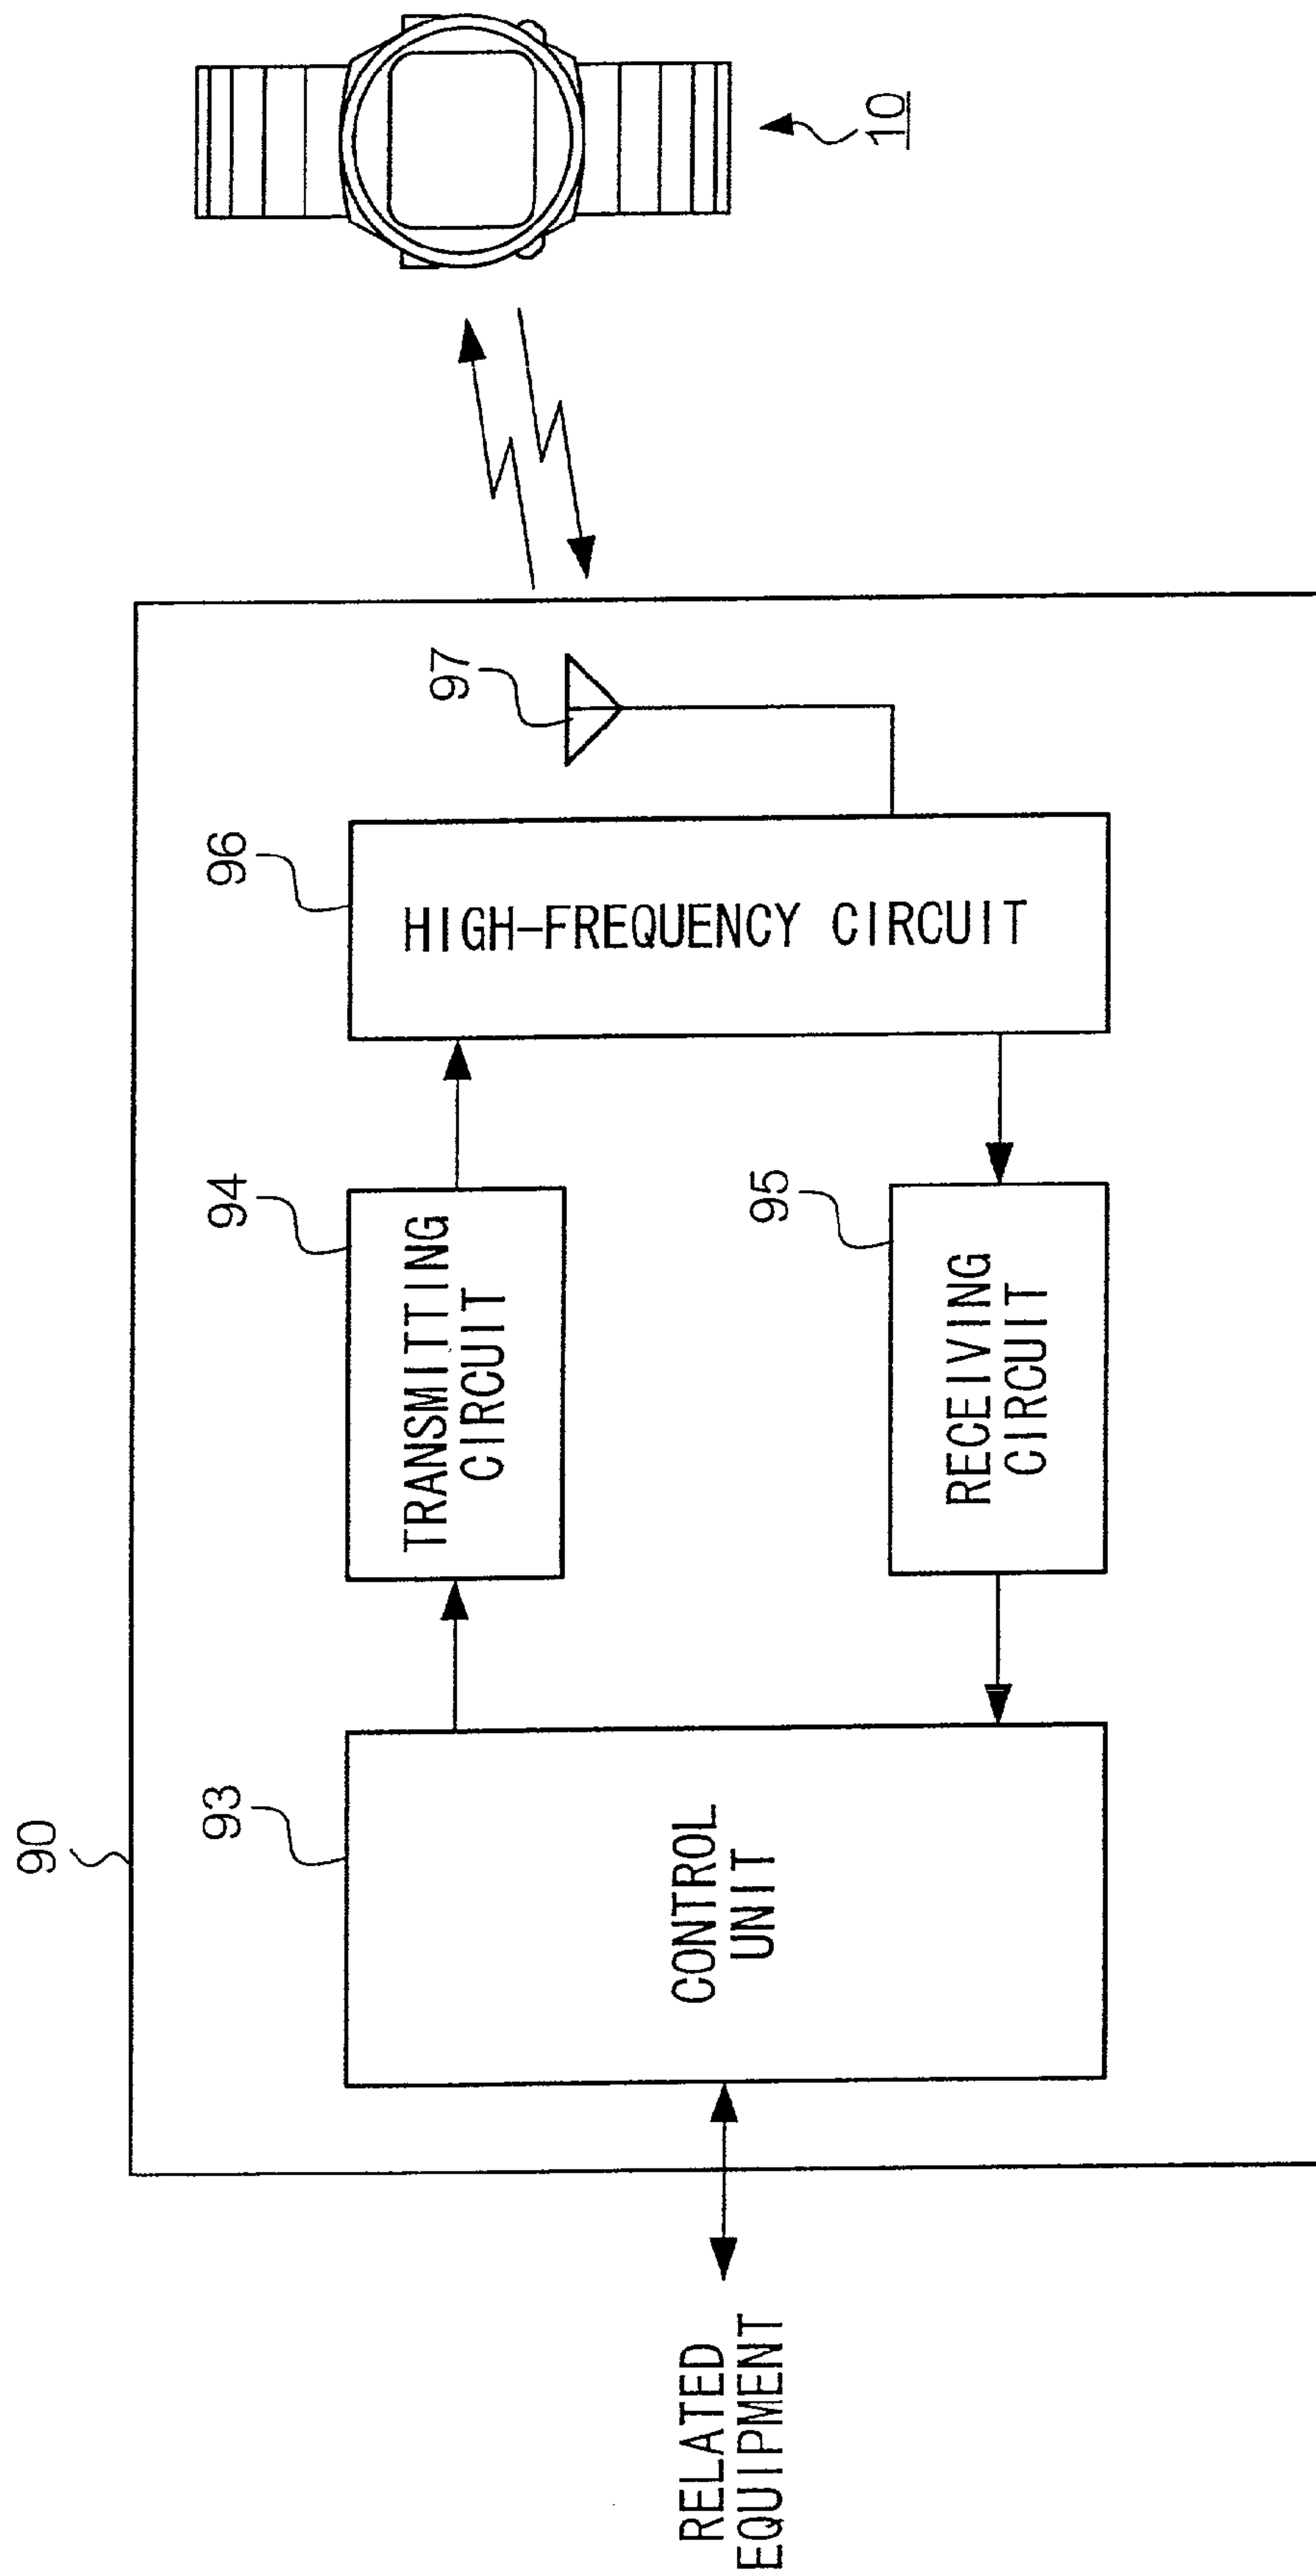 90
93
CONTROL
UNIT
94
TRANSMITTING
CIRCUIT
95
RECEIVING
CIRCUIT
96
HIGH-FREQUENCY CIRCUIT
97
10
RELATED
EQUIPMENT